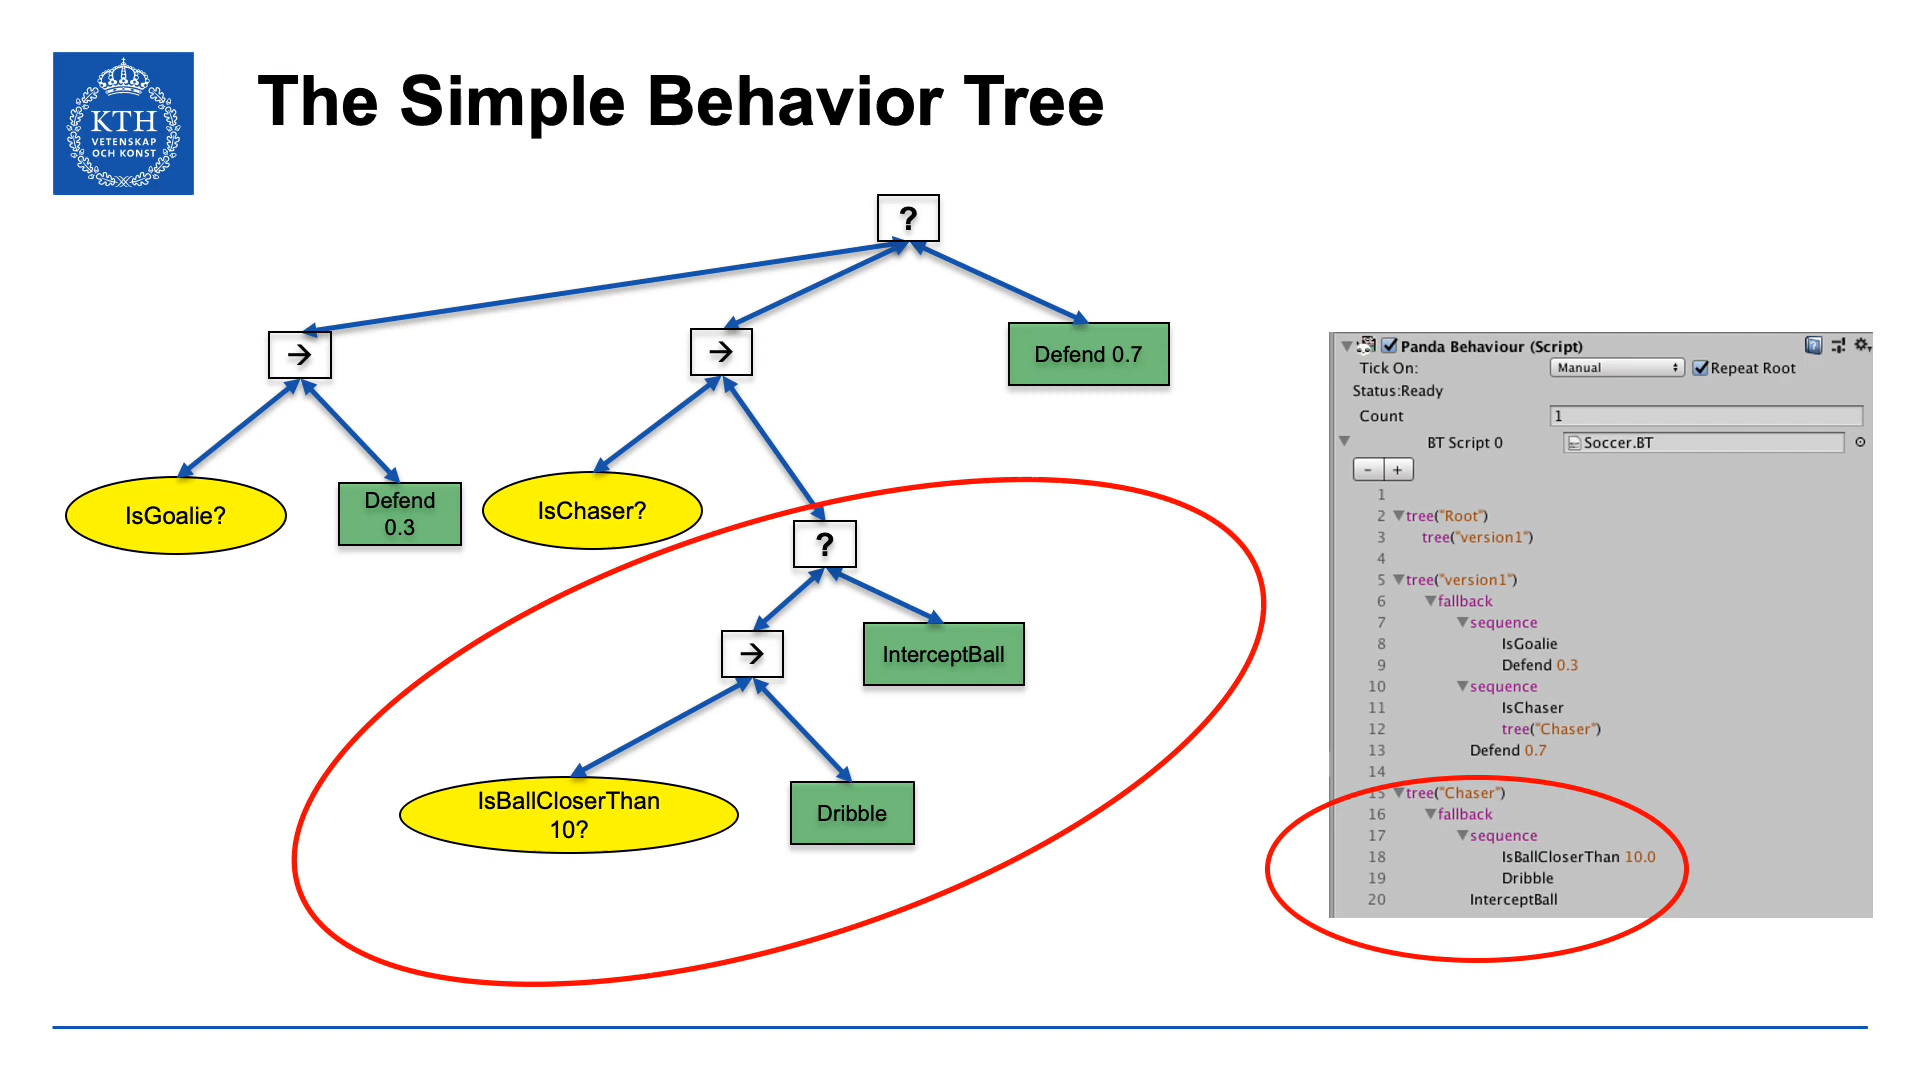 KTH
VETENSKAP
OCH KONST
The Simple Behavior Tree
?
→
→
Defend 0.7
IsGoalie?
Defend
0.3
IsChaser?
?
→
InterceptBall
IsBallCloserThan
10?
Dribble
Panda Behaviour (Script)
Tick On:
Manual
Repeat Root
Status:Ready
Count
1
BT Script 0
Soccer.BT
- +
1
2 tree("Root")
3 tree("version1")
4
5 tree("version1")
6 fallback
7 sequence
8 IsGoalie
9 Defend 0.3
10 sequence
11 IsChaser
12 tree("Chaser")
13 Defend 0.7
14
15 tree("Chaser")
16 fallback
17 sequence
18 IsBallCloserThan 10.0
19 Dribble
20 InterceptBall